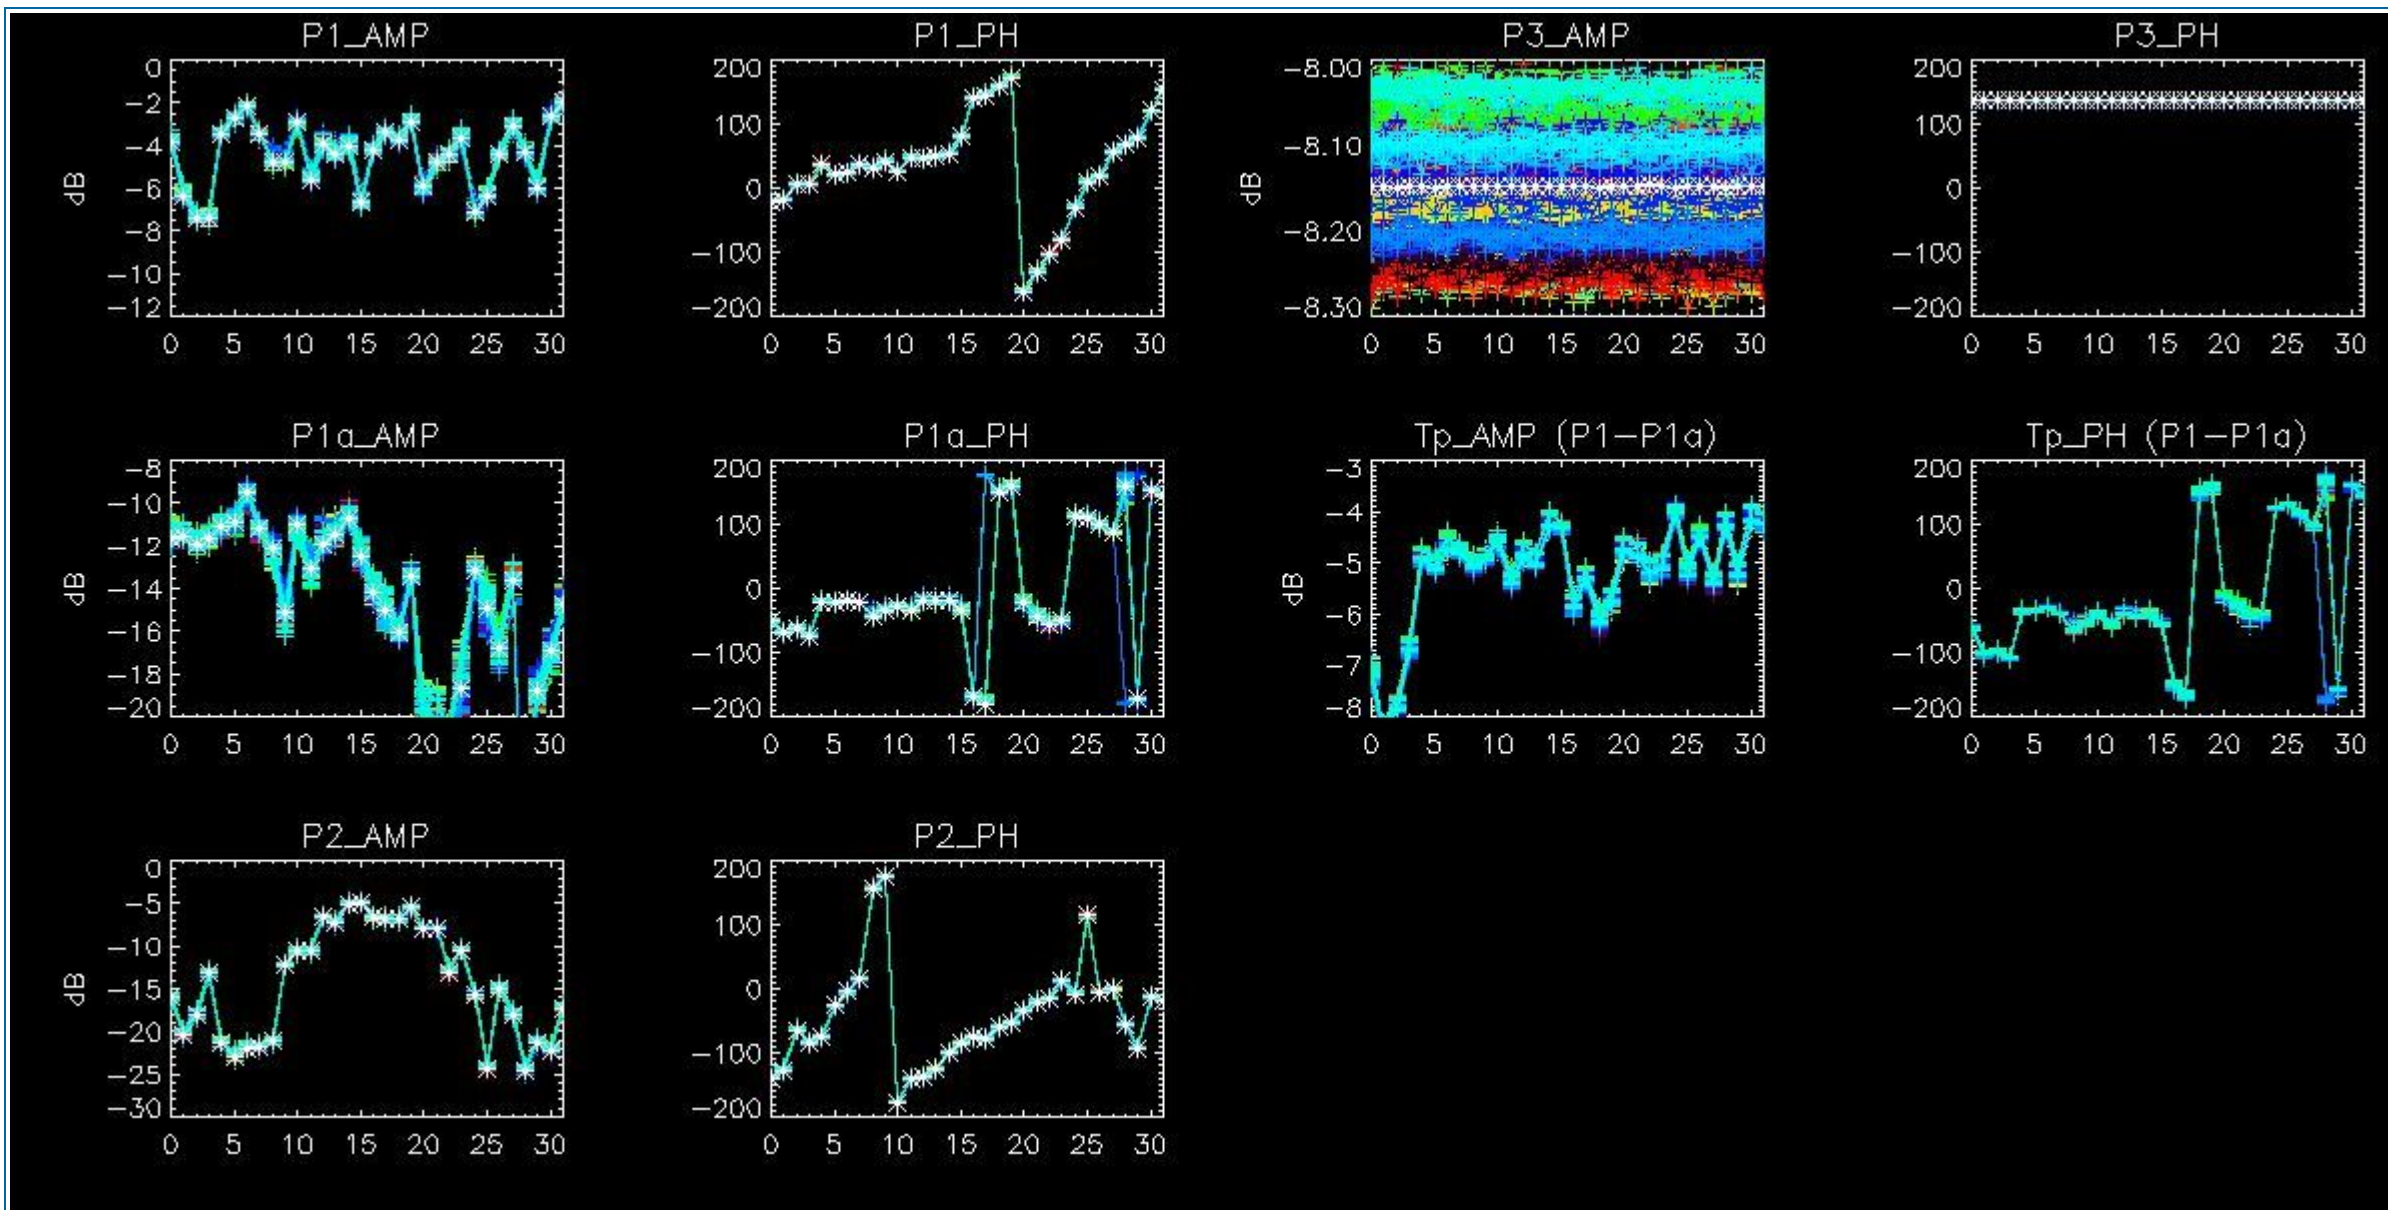 P1_AMP
P1_PH
P3_AMP
P3_PH
0
−2
−4
−6
−8
−10
−12
dB
0 5 10 15 20 25 30
200
100
0
−100
−200
0 5 10 15 20 25 30
−8.00
−8.10
−8.20
−8.30
dB
0 5 10 15 20 25 30
200
100
0
−100
−200
0 5 10 15 20 25 30
P1a_AMP
P1a_PH
Tp_AMP (P1−P1a)
Tp_PH (P1−P1a)
−8
−10
−12
−14
−16
−18
−20
dB
0 5 10 15 20 25 30
200
100
0
−100
−200
0 5 10 15 20 25 30
−3
−4
−5
−6
−7
−8
dB
0 5 10 15 20 25 30
200
100
0
−100
−200
0 5 10 15 20 25 30
P2_AMP
P2_PH
0
−5
−10
−15
−20
−25
−30
dB
0 5 10 15 20 25 30
200
100
0
−100
−200
0 5 10 15 20 25 30